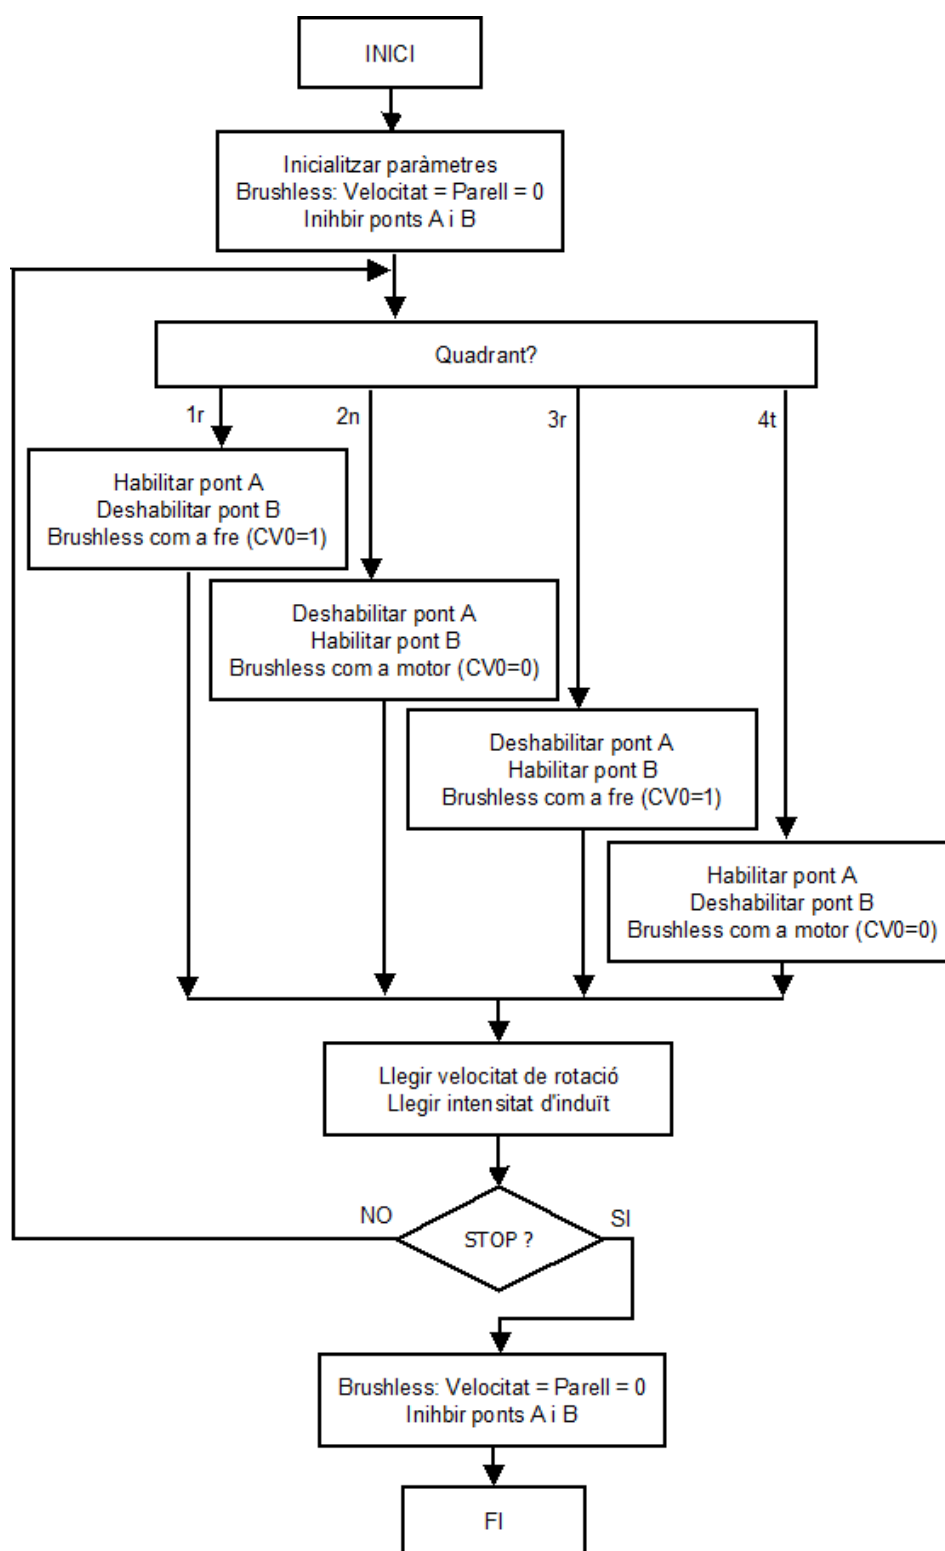 INICI
Inicialitzar paràmetres
Brushless: Velocitat = Parell = 0
Inihbir ponts A i B
Quadrant?
1r
2n
3r
4t
Habilitar pont A
Deshabilitar pont B
Brushless com a fre (CV0=1)
Deshabilitar pont A
Habilitar pont B
Brushless com a motor (CV0=0)
Deshabilitar pont A
Habilitar pont B
Brushless com a fre (CV0=1)
Habilitar pont A
Deshabilitar pont B
Brushless com a motor (CV0=0)
Llegir velocitat de rotació
Llegir intensitat d'induït
NO
STOP ?
SI
Brushless: Velocitat = Parell = 0
Inihbir ponts A i B
FI